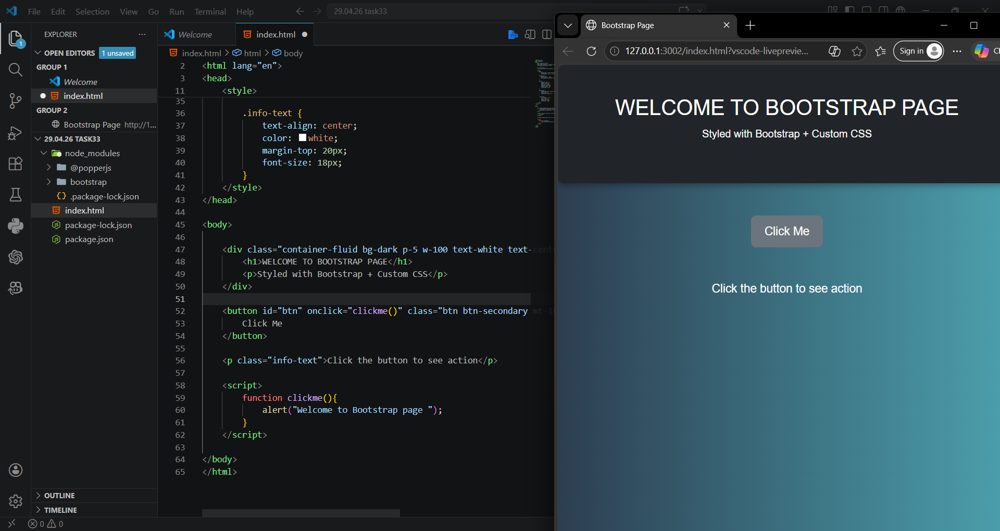 File Edit Selection View Go Run Terminal Help
29.04.26 task33
EXPLORER
OPEN EDITORS 1 unsaved
GROUP 1
Welcome
index.html
GROUP 2
Bootstrap Page http://1...
29.04.26 TASK33
node_modules
@popperjs
bootstrap
.package-lock.json
index.html
package-lock.json
package.json
OUTLINE
TIMELINE
0 0
1
Welcome
index.html
index.html > html > body
2 <html lang="en">
3 <head>
11 <style>
35
36 .info-text {
37 text-align: center;
38 color: white;
39 margin-top: 20px;
40 font-size: 18px;
41 }
42 </style>
43 </head>
44
45 <body>
46
47 <div class="container-fluid bg-dark p-5 w-100 text-white text-cente
48 <h1>WELCOME TO BOOTSTRAP PAGE</h1>
49 <p>Styled with Bootstrap + Custom CSS</p>
50 </div>
51
52 <button id="btn" onclick="clickme()" class="btn btn-secondary mt-1
53 Click Me
54 </button>
55
56 <p class="info-text">Click the button to see action</p>
57
58 <script>
59 function clickme(){
60 alert("Welcome to Bootstrap page ");
61 }
62 </script>
63
64 </body>
65 </html>
Bootstrap Page
127.0.0.1:3002/index.html?vscode-liveprevie...
Sign in
WELCOME TO BOOTSTRAP PAGE
Styled with Bootstrap + Custom CSS
Click Me
Click the button to see action